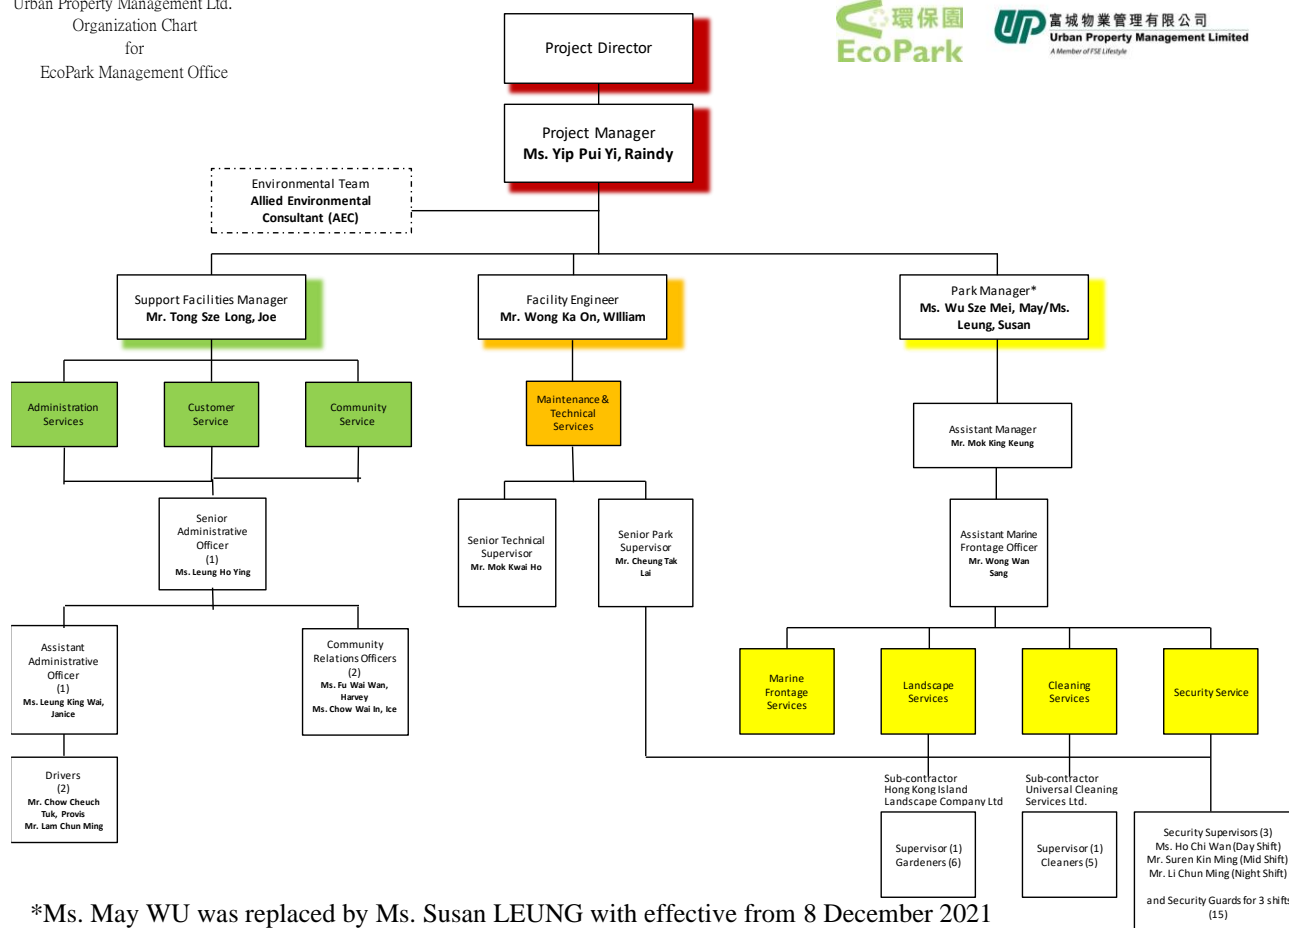 Urban Property Management Ltd.
Organization Chart
for
EcoPark Management Office
環保園
EcoPark
UP
富城物業管理有限公司
Urban Property Management Limited
A Member of FSE Lifestyle
Project Director
Project Manager
Ms. Yip Pui Yi, Raindy
Environmental Team
Allied Environmental
Consultant (AEC)
Support Facilities Manager
Mr. Tong Sze Long, Joe
Facility Engineer
Mr. Wong Ka On, WIlliam
Park Manager*
Ms. Wu Sze Mei, May/Ms.
Leung, Susan
Administration
Services
Customer
Service
Community
Service
Maintenance &
Technical
Services
Assistant Manager
Mr. Mok King Keung
Senior
Administrative
Officer
(1)
Ms. Leung Ho Ying
Senior Technical
Supervisor
Mr. Mok Kwai Ho
Senior Park
Supervisor
Mr. Cheung Tak
Lai
Assistant Marine
Frontage Officer
Mr. Wong Wan
Sang
Assistant
Administrative
Officer
(1)
Ms. Leung King Wai,
Janice
Community
Relations Officers
(2)
Ms. Fu Wai Wan,
Harvey
Ms. Chow Wai In, Ice
Marine
Frontage
Services
Landscape
Services
Cleaning
Services
Security Service
Drivers
(2)
Mr. Chow Cheuch
Tuk, Provis
Mr. Lam Chun Ming
Sub-contractor
Hong Kong Island
Landscape Company Ltd
Sub-contractor
Universal Cleaning
Services Ltd.
Supervisor (1)
Gardeners (6)
Supervisor (1)
Cleaners (5)
Security Supervisors (3)
Ms. Ho Chi Wan (Day Shift)
Mr. Suren Kin Ming (Mid Shift)
Mr. Li Chun Ming (Night Shift)
and Security Guards for 3 shifts
(15)
*Ms. May WU was replaced by Ms. Susan LEUNG with effective from 8 December 2021